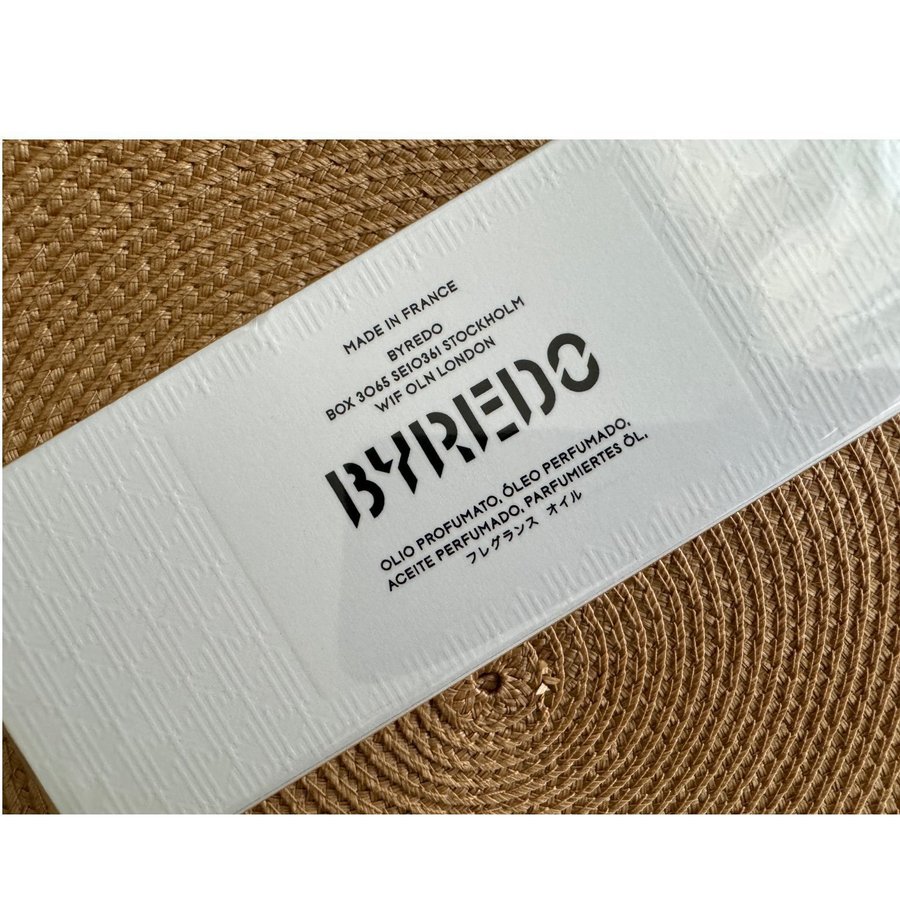 MADE IN FRANCE
BYREDO
BOX 3065 SE10361 STOCKHOLM
W1F 0LN LONDON
BYREDO
OLIO PROFUMATO, ÓLEO PERFUMADO,
ACEITE PERFUMADO, PARFUMIERTES ÖL,
フレグランス オイル